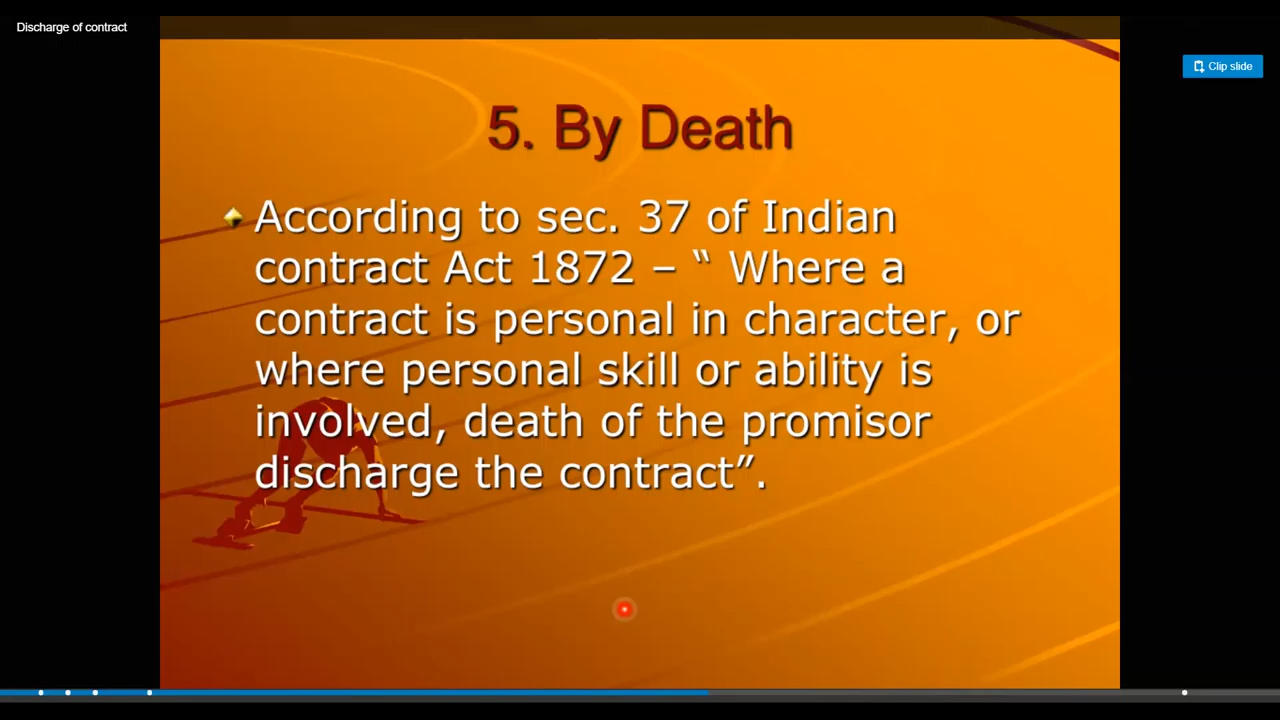 Discharge of contract
Clip slide
5. By Death
According to sec. 37 of Indian
contract Act 1872 – “ Where a
contract is personal in character, or
where personal skill or ability is
involved, death of the promisor
discharge the contract”.